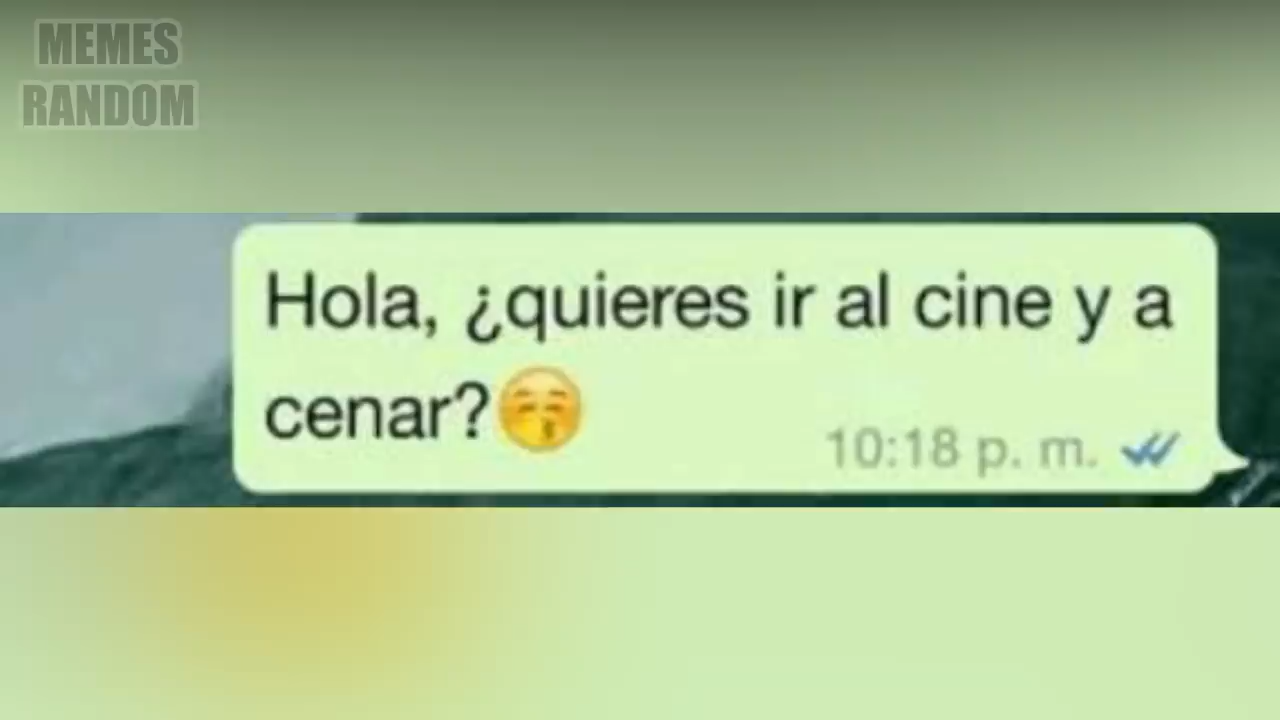 MEMES
RANDOM
Hola, ¿quieres ir al cine y a
cenar?😚
10:18 p. m.